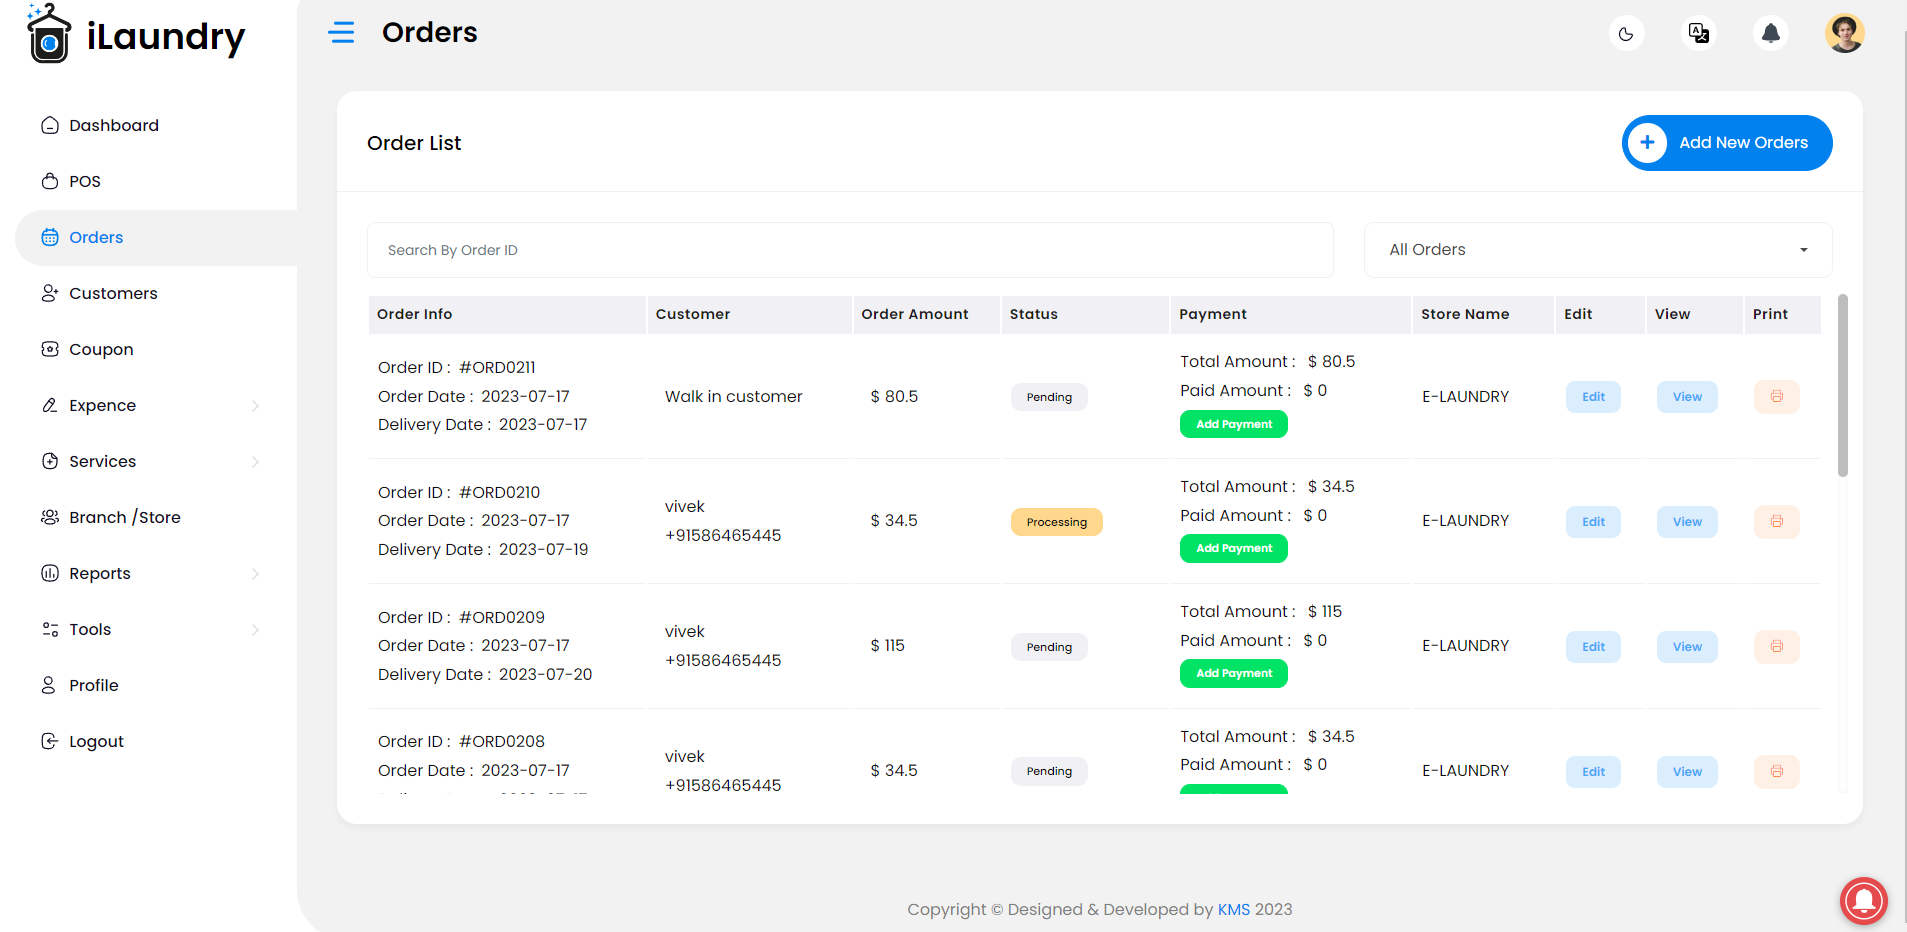 iLaundry
Orders
Dashboard
POS
Orders
Customers
Coupon
Expence
Services
Branch /Store
Reports
Tools
Profile
Logout
Order List
Add New Orders
Search By Order ID
All Orders
Order Info Customer Order Amount Status Payment Store Name Edit View Print
Order ID : #ORD0211
Order Date : 2023-07-17
Delivery Date : 2023-07-17
Walk in customer
$ 80.5
Pending
Total Amount : $ 80.5
Paid Amount : $ 0
Add Payment
E-LAUNDRY
Edit
View
Order ID : #ORD0210
Order Date : 2023-07-17
Delivery Date : 2023-07-19
vivek
+91586465445
$ 34.5
Processing
Total Amount : $ 34.5
Paid Amount : $ 0
Add Payment
E-LAUNDRY
Edit
View
Order ID : #ORD0209
Order Date : 2023-07-17
Delivery Date : 2023-07-20
vivek
+91586465445
$ 115
Pending
Total Amount : $ 115
Paid Amount : $ 0
Add Payment
E-LAUNDRY
Edit
View
Order ID : #ORD0208
Order Date : 2023-07-17
vivek
+91586465445
$ 34.5
Pending
Total Amount : $ 34.5
Paid Amount : $ 0
E-LAUNDRY
Edit
View
Copyright © Designed & Developed by KMS 2023